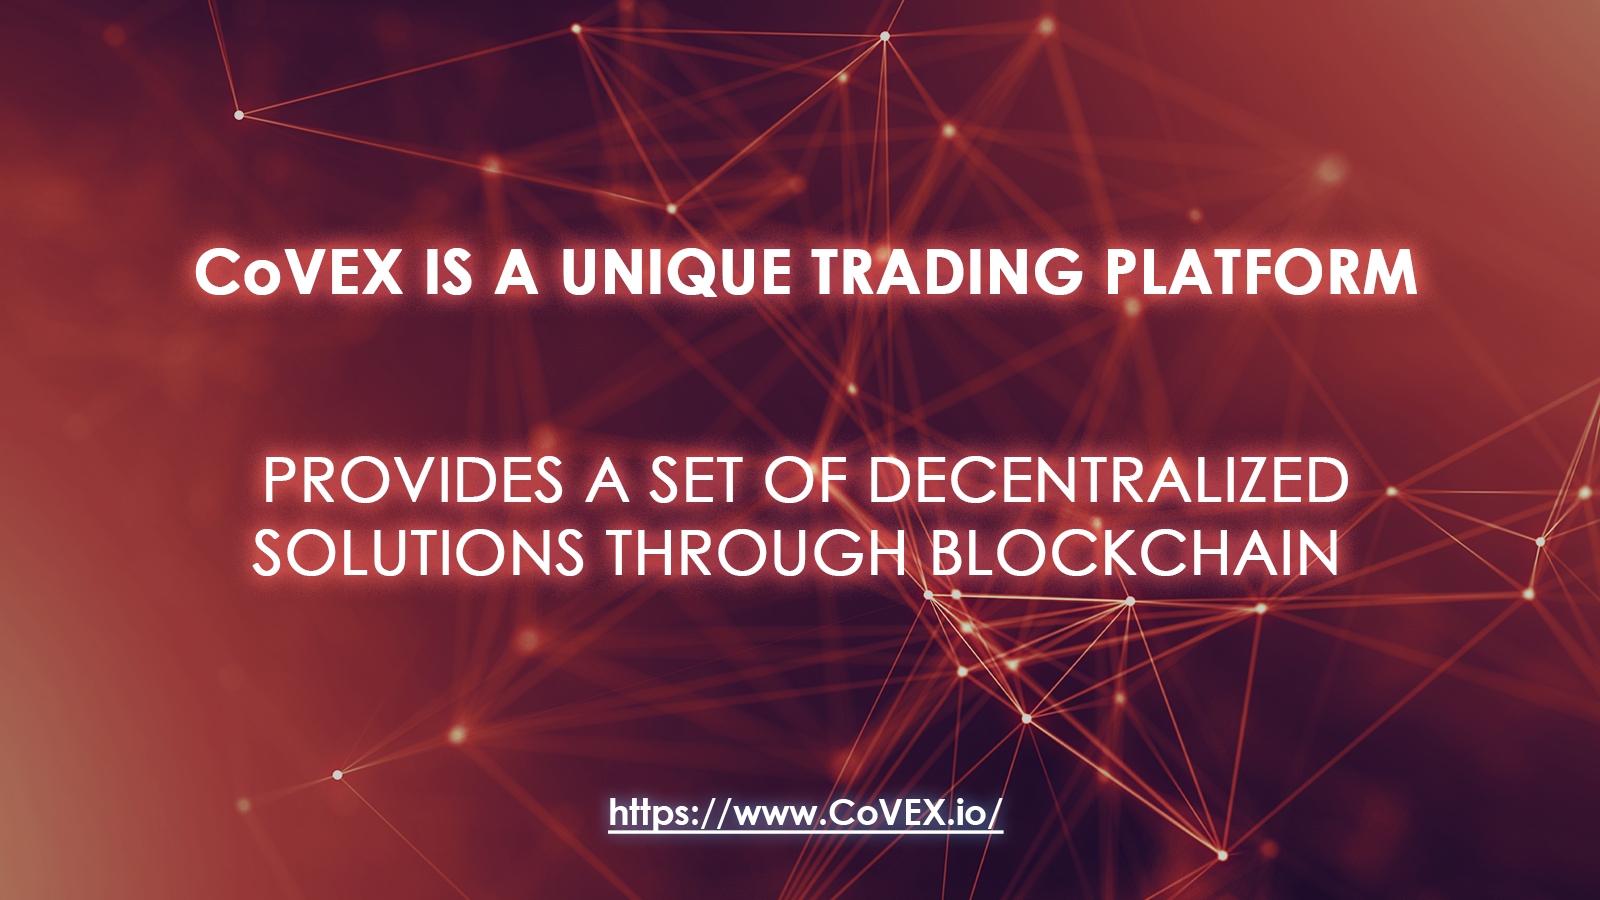 CoVEX IS A UNIQUE TRADING PLATFORM
PROVIDES A SET OF DECENTRALIZED
SOLUTIONS THROUGH BLOCKCHAIN
https://www.CoVEX.io/